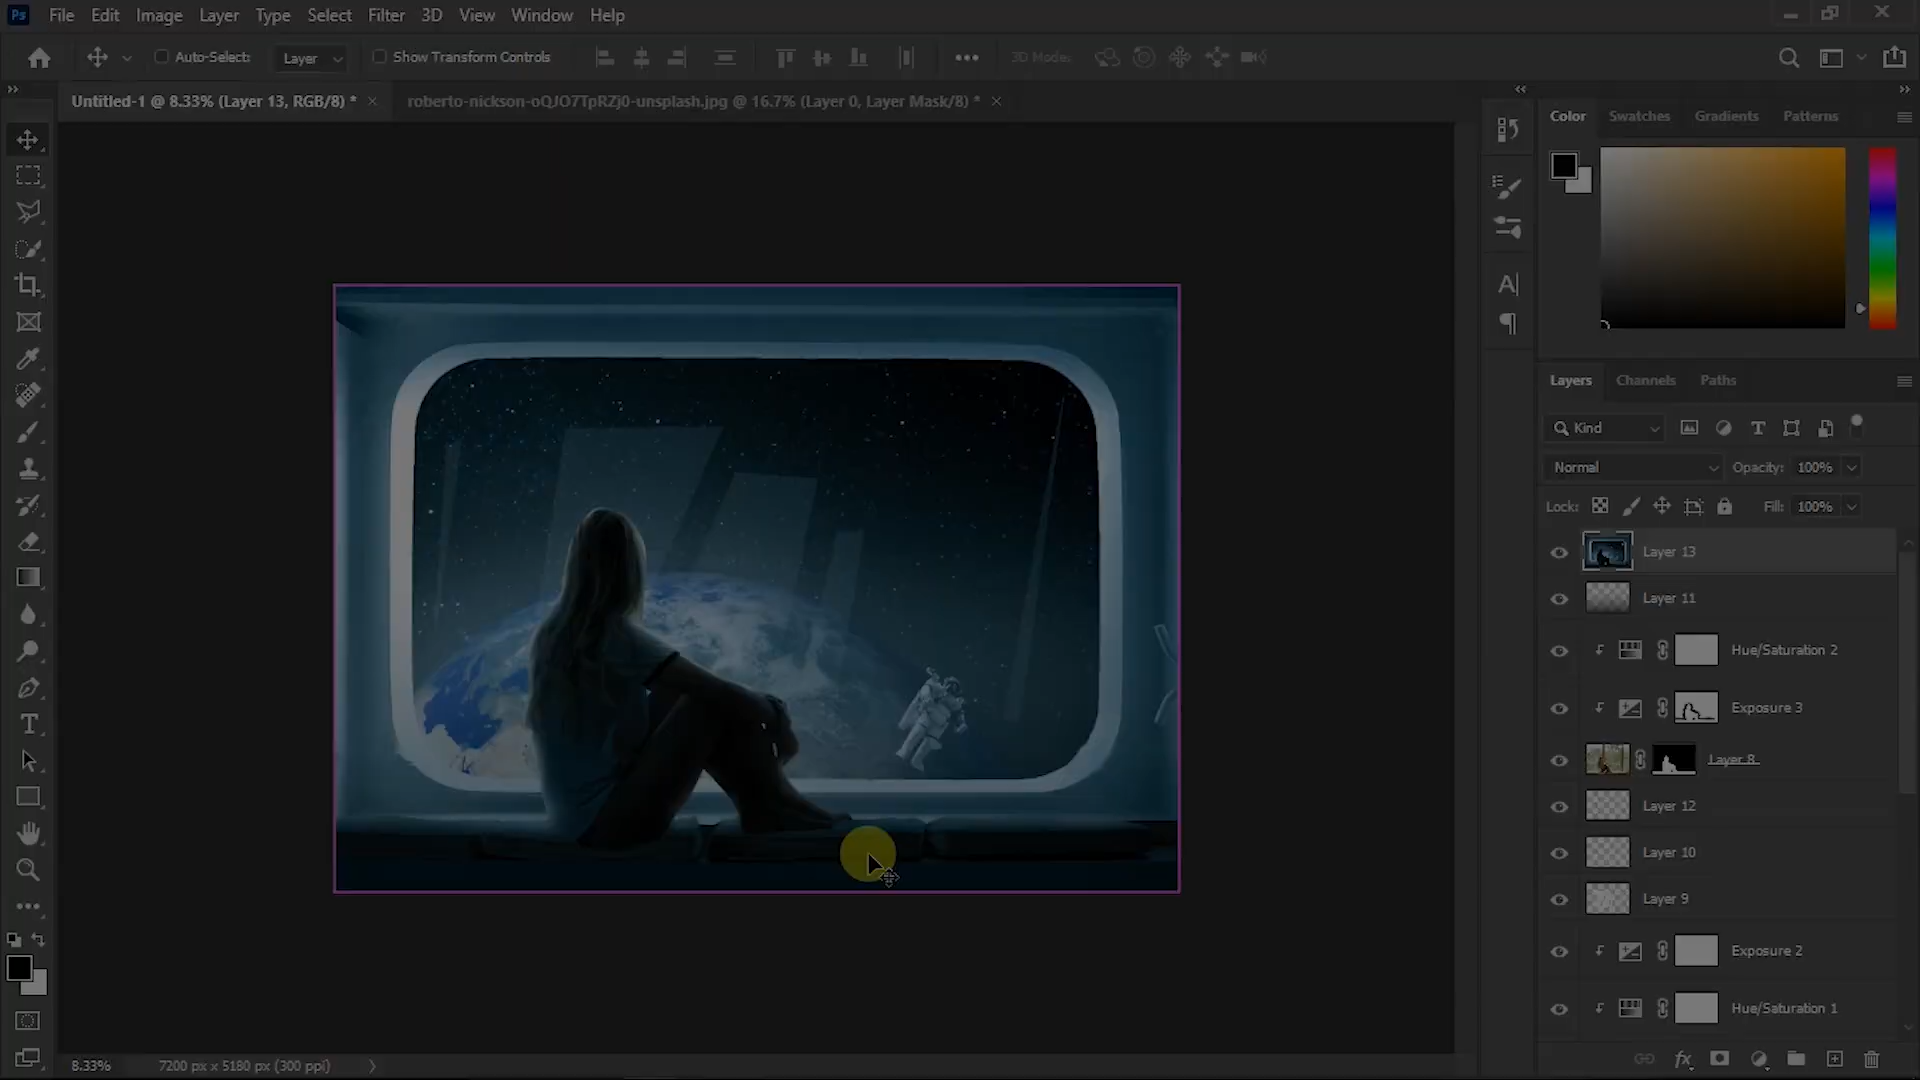 Ps File Edit Image Layer Type Select Filter 3D View Window Help
Auto-Select: Layer Show Transform Controls 3D Mode:
Untitled-1 @ 8.33% (Layer 13, RGB/8) * roberto-nickson-oQJO7TpRZj0-unsplash.jpg @ 16.7% (Layer 0, Layer Mask/8) *
Color Swatches Gradients Patterns
Layers Channels Paths
Kind
Normal Opacity: 100%
Lock: Fill: 100%
Layer 13
Layer 11
Hue/Saturation 2
Exposure 3
Layer 8
Layer 12
Layer 10
Layer 9
Exposure 2
Hue/Saturation 1
8.33% 7200 px x 5180 px (300 ppi)